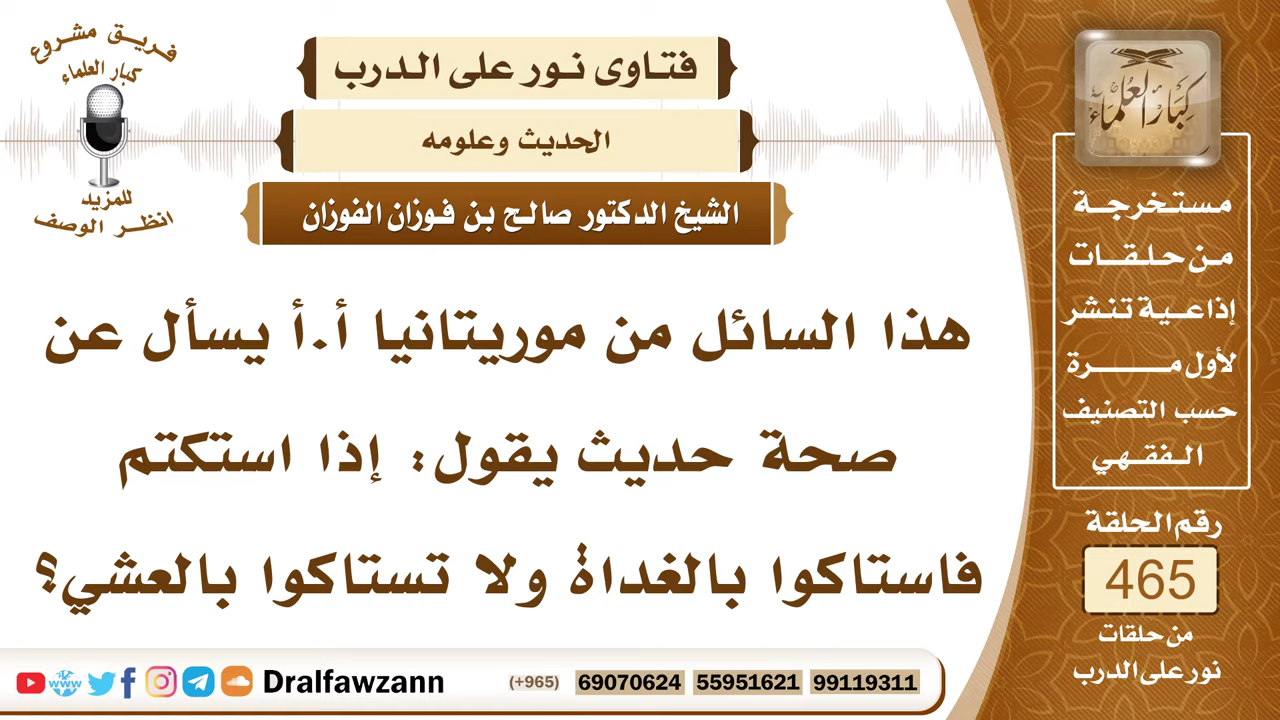 فريق مشروع
كبار العلماء
للمزيد
انظر الوصف
فتاوى نور على الدرب
الحديث وعلومه
الشيخ الدكتور صالح بن فوزان الفوزان
هذا السائل من موريتانيا أ.أ يسأل عن
صحة حديث يقول: إذا استكتم
فاستاكوا بالغداة ولا تستاكوا بالعشي؟
كبار العلماء
مستخرجة
من حلقات
إذاعية تنشر
لأول مرة
حسب التصنيف
الفقهي
رقم الحلقة
465
من حلقات
نور على الدرب
www
Dralfawzann
(+965) 69070624 55951621 99119311